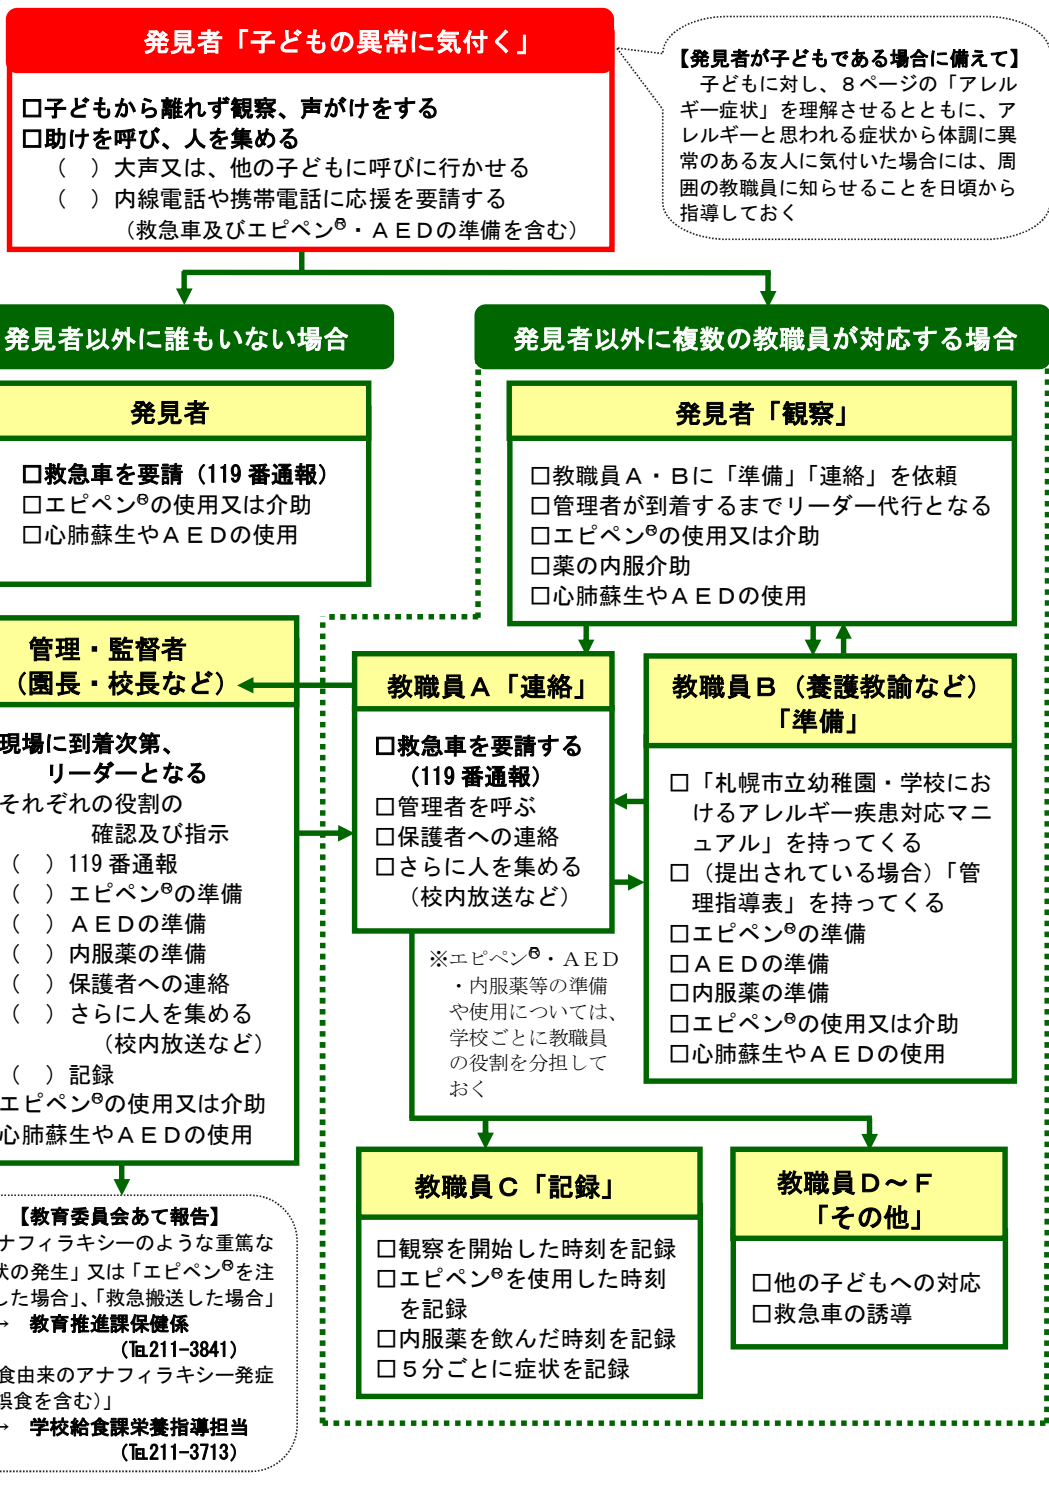 発見者「子どもの異常に気付く」
□子どもから離れず観察、声がけをする
□助けを呼び、人を集める
（　）大声又は、他の子どもに呼びに行かせる
（　）内線電話や携帯電話に応援を要請する
（救急車及びエピペン®・ＡＥＤの準備を含む）
【発見者が子どもである場合に備えて】
子どもに対し、８ページの「アレル
ギー症状」を理解させるとともに、ア
レルギーと思われる症状から体調に異
常のある友人に気付いた場合には、周
囲の教職員に知らせることを日頃から
指導しておく
発見者以外に誰もいない場合
発見者
□救急車を要請（119番通報）
□エピペン®の使用又は介助
□心肺蘇生やＡＥＤの使用
発見者以外に複数の教職員が対応する場合
発見者「観察」
□教職員Ａ・Ｂに「準備」「連絡」を依頼
□管理者が到着するまでリーダー代行となる
□エピペン®の使用又は介助
□薬の内服介助
□心肺蘇生やＡＥＤの使用
管理・監督者
（園長・校長など）
現場に到着次第、
リーダーとなる
それぞれの役割の
確認及び指示
（　）119番通報
（　）エピペン®の準備
（　）ＡＥＤの準備
（　）内服薬の準備
（　）保護者への連絡
（　）さらに人を集める
（校内放送など）
（　）記録
エピペン®の使用又は介助
心肺蘇生やＡＥＤの使用
教職員Ａ「連絡」
□救急車を要請する
（119番通報）
□管理者を呼ぶ
□保護者への連絡
□さらに人を集める
（校内放送など）
教職員Ｂ（養護教諭など）
「準備」
□「札幌市立幼稚園・学校にお
けるアレルギー疾患対応マニ
ュアル」を持ってくる
□（提出されている場合）「管
理指導表」を持ってくる
□エピペン®の準備
□ＡＥＤの準備
□内服薬の準備
□エピペン®の使用又は介助
□心肺蘇生やＡＥＤの使用
※エピペン®・ＡＥＤ
・内服薬等の準備
や使用については、
学校ごとに教職員
の役割を分担して
おく
教職員Ｃ「記録」
□観察を開始した時刻を記録
□エピペン®を使用した時刻
を記録
□内服薬を飲んだ時刻を記録
□５分ごとに症状を記録
教職員Ｄ～Ｆ
「その他」
□他の子どもへの対応
□救急車の誘導
【教育委員会あて報告】
ナフィラキシーのような重篤な
状の発生」又は「エピペン®を注
した場合」、「救急搬送した場合」
→　教育推進課保健係
（℡211-3841）
食由来のアナフィラキシー発症
誤食を含む）」
→　学校給食課栄養指導担当
（℡211-3713）